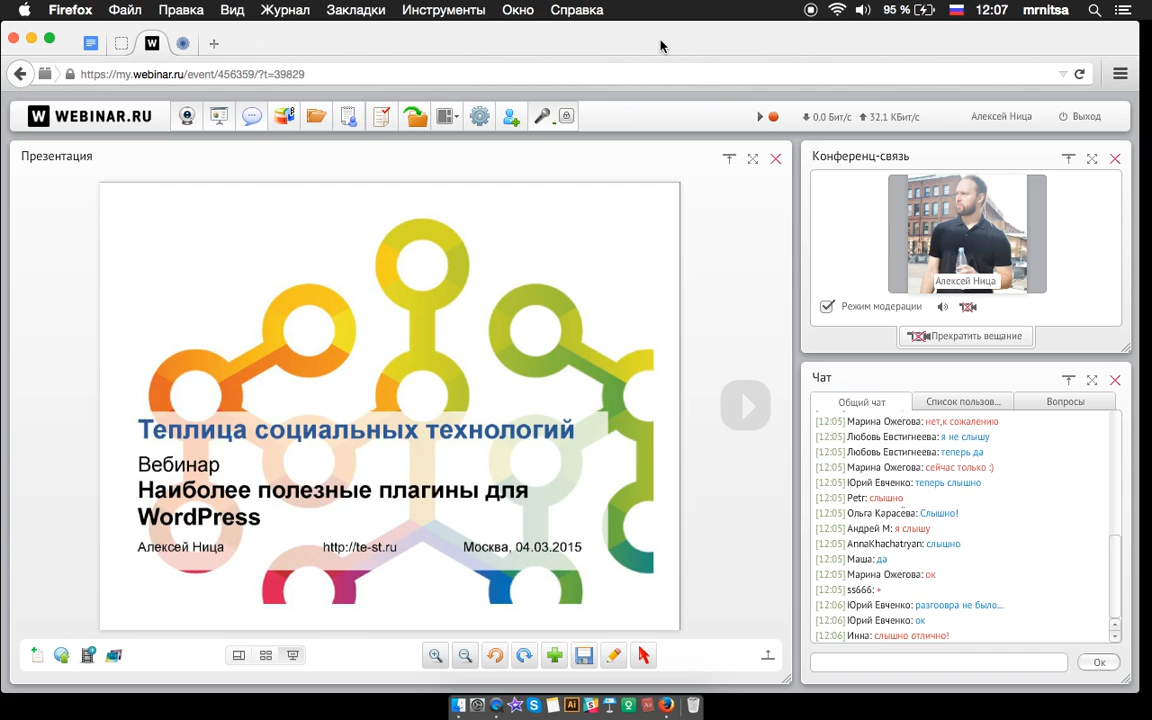 Firefox Файл Правка Вид Журнал Закладки Инструменты Окно Справка 95 % 12:07 mrnitsa
W
https://my.webinar.ru/event/456359/?t=39829
W WEBINAR.RU 0.0 Бит/с 32.1 КБит/с Алексей Ница Выход
Презентация
Теплица социальных технологий
Вебинар
Наиболее полезные плагины для
WordPress
Алексей Ница http://te-st.ru Москва, 04.03.2015
Конференц-связь
Алексей Ница
Режим модерации
Прекратить вещание
Чат
Общий чат Список пользов... Вопросы
[12:05] Марина Ожегова: нет,к сожалению
[12:05] Любовь Евстигнеева: я не слышу
[12:05] Любовь Евстигнеева: теперь да
[12:05] Марина Ожегова: сейчас только :)
[12:05] Юрий Евченко: теперь слышно
[12:05] Petr: слышно
[12:05] Ольга Карасёва: Слышно!
[12:05] Андрей М: я слышу
[12:05] AnnaKhachatryan: слышно
[12:05] Маша: да
[12:05] Марина Ожегова: ок
[12:05] ss666: +
[12:06] Юрий Евченко: разгоовра не было...
[12:06] Юрий Евченко: ок
[12:06] Инна: слышно отлично!
Ок
Ai